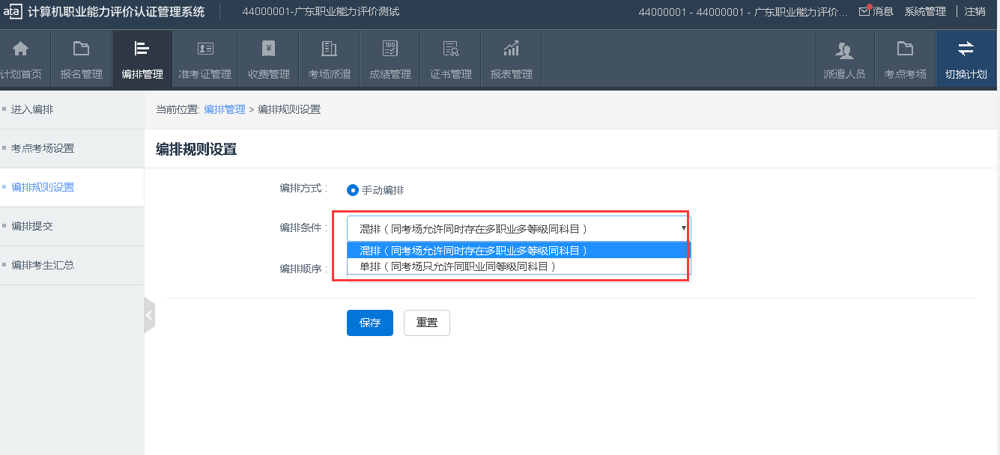 ata 计算机职业能力评价认证管理系统 44000001-广东职业能力评价测试 44000001 - 44000001 - 广东职业能力评价... 消息 系统管理 注销
计划首页 报名管理 编排管理 准考证管理 收费管理 考场派遣 成绩管理 证书管理 报表管理 派遣人员 考点考场 切换计划
进入编排
考点考场设置
编排规则设置
编排提交
编排考生汇总
当前位置: 编排管理 > 编排规则设置
编排规则设置
编排方式： 手动编排
编排条件： 混排（同考场允许同时存在多职业多等级同科目）
混排（同考场允许同时存在多职业多等级同科目）
编排顺序： 单排（同考场只允许同职业同等级同科目）
保存 重置